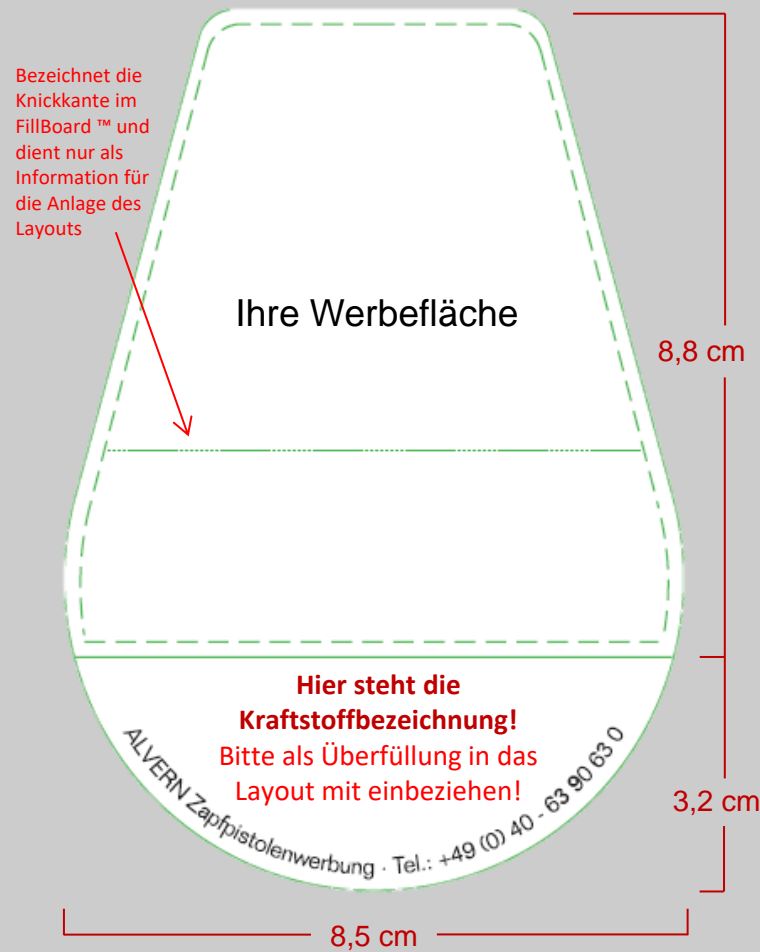 Bezeichnet die
Knickkante im
FillBoard ™ und
dient nur als
Information für
die Anlage des
Layouts
Ihre Werbefläche
8,8 cm
Hier steht die
Kraftstoffbezeichnung!
Bitte als Überfüllung in das
Layout mit einbeziehen!
ALVERN Zapfpistolenwerbung · Tel.: +49 (0) 40 - 63 90 63 0
3,2 cm
8,5 cm